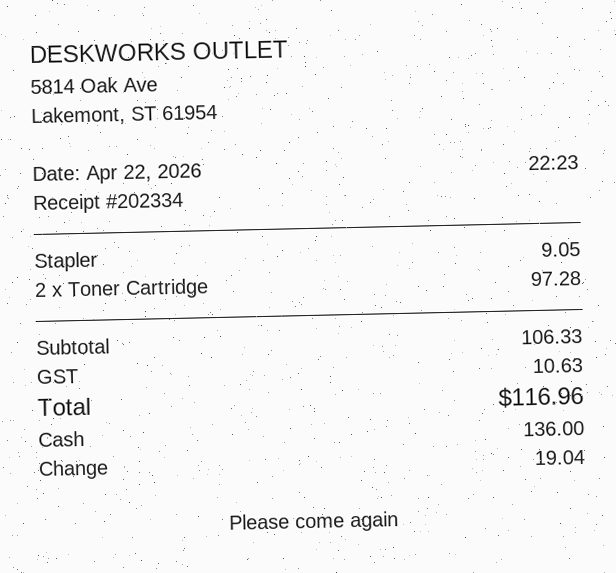 DESKWORKS OUTLET
5814 Oak Ave
Lakemont, ST 61954
Date: Apr 22, 2026 22:23
Receipt #202334
Stapler 9.05
2 x Toner Cartridge 97.28
Subtotal 106.33
GST 10.63
Total $116.96
Cash 136.00
Change 19.04
Please come again